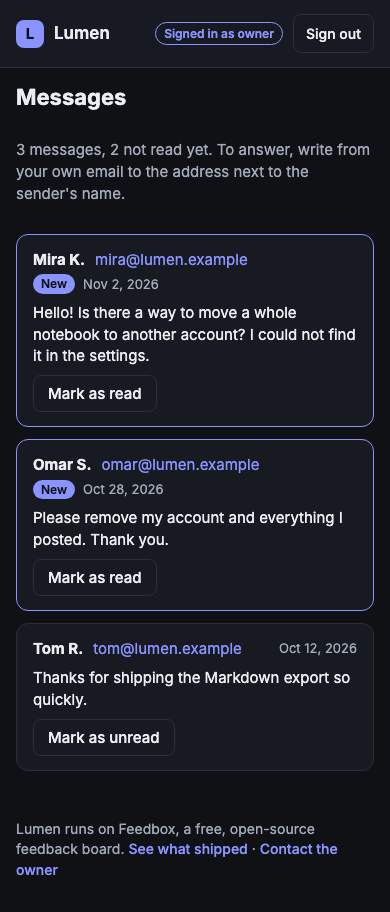 L Lumen Signed in as owner Sign out
Messages
3 messages, 2 not read yet. To answer, write from
your own email to the address next to the
sender's name.
Mira K. mira@lumen.example
New Nov 2, 2026
Hello! Is there a way to move a whole
notebook to another account? I could not find
it in the settings.
Mark as read
Omar S. omar@lumen.example
New Oct 28, 2026
Please remove my account and everything I
posted. Thank you.
Mark as read
Tom R. tom@lumen.example Oct 12, 2026
Thanks for shipping the Markdown export so
quickly.
Mark as unread
Lumen runs on Feedbox, a free, open-source
feedback board. See what shipped · Contact the
owner